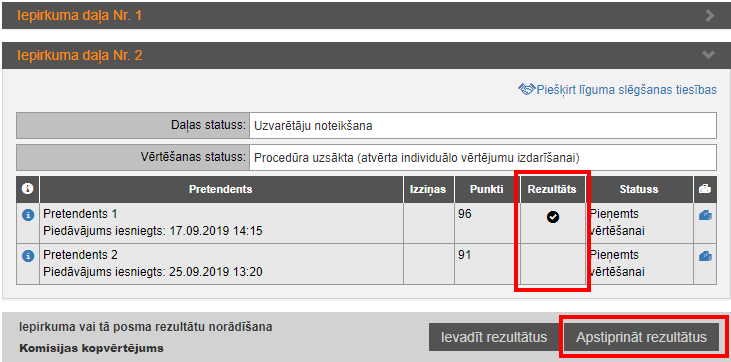 Iepirkuma daļa Nr. 1
Iepirkuma daļa Nr. 2
Piešķirt līguma slēgšanas tiesības
Daļas statuss: Uzvarētāju noteikšana
Vērtēšanas statuss: Procedūra uzsākta (atvērta individuālo vērtējumu izdarīšanai)
Pretendents Izziņas Punkti Rezultāts Statuss
Pretendents 1 96 Pieņemts
Piedāvājums iesniegts: 17.09.2019 14:15 vērtēšanai
Pretendents 2 91 Pieņemts
Piedāvājums iesniegts: 25.09.2019 13:20 vērtēšanai
Iepirkuma vai tā posma rezultātu norādīšana
Komisijas kopvērtējums
Ievadīt rezultātus Apstiprināt rezultātus